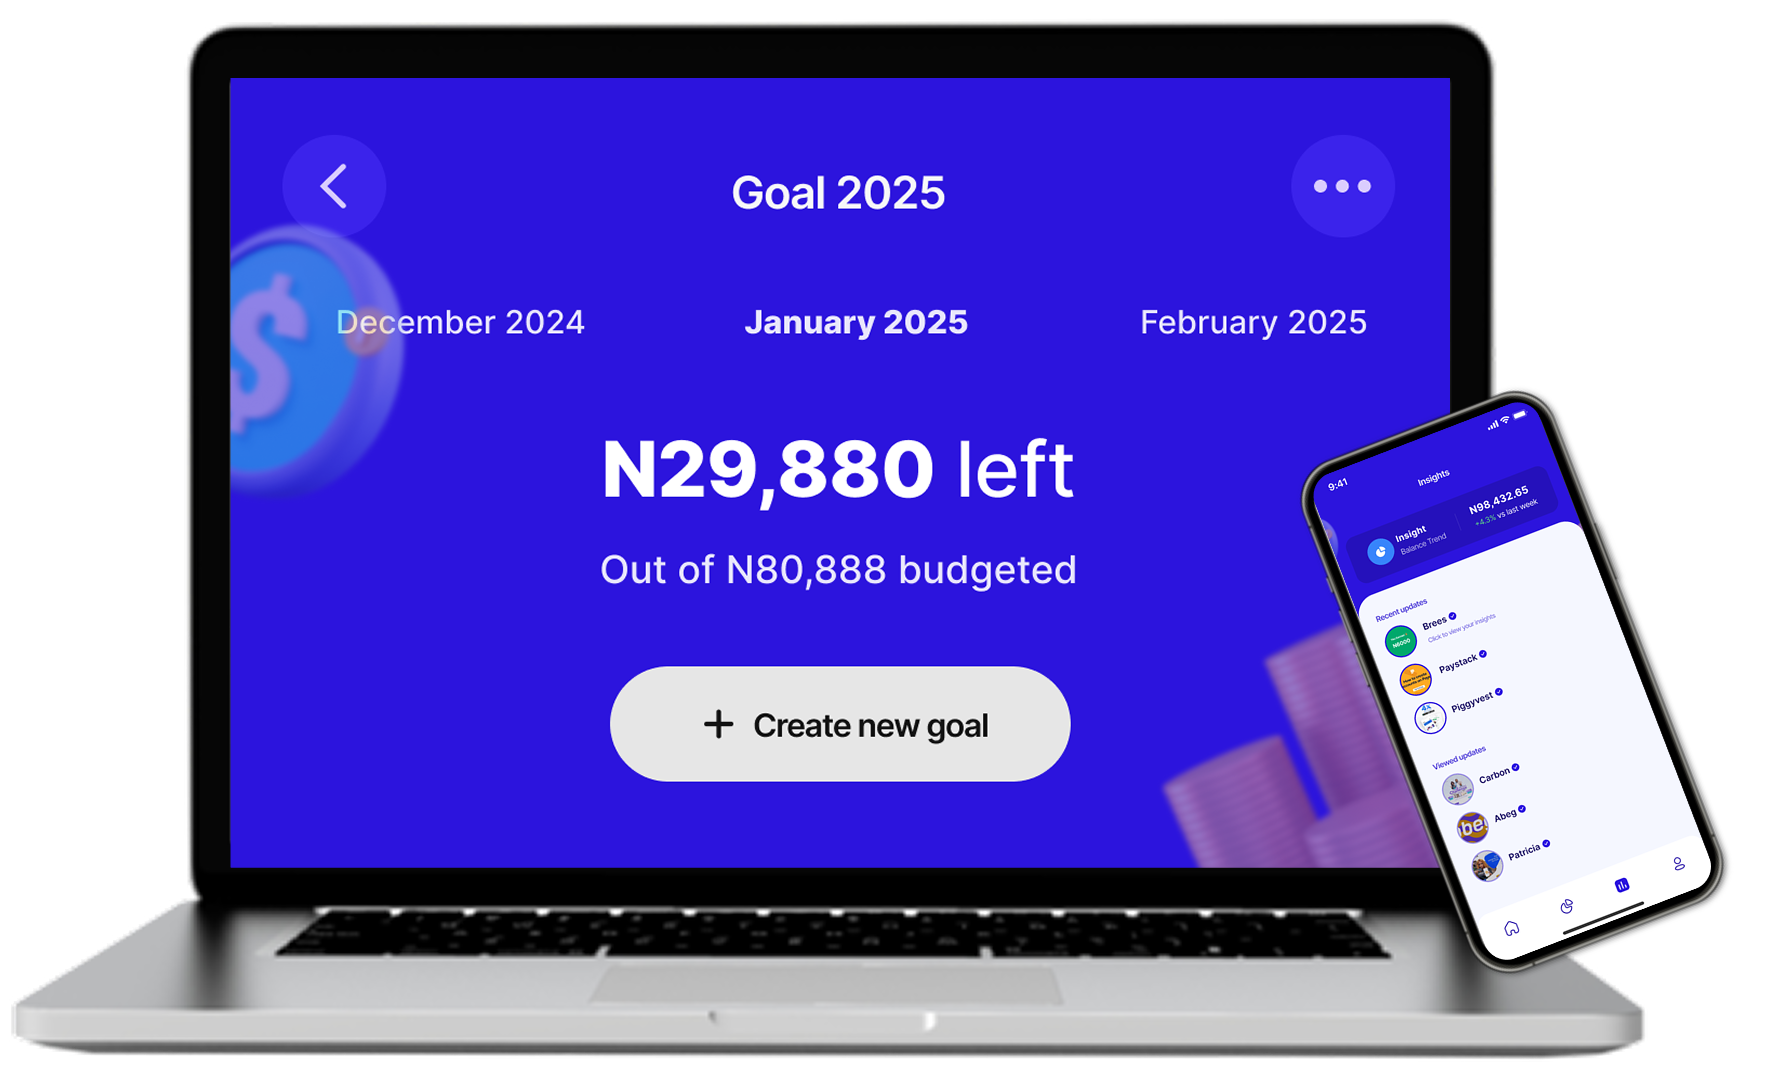 Goal 2025
December 2024
January 2025
February 2025
N29,880 left
Out of N80,888 budgeted
+ Create new goal
9:41
Insights
Insight
Balance Trend
N98,432.65
+4.3% vs last week
Recent updates
Brees
Click to view your insights
N6000
Paystack
Piggyvest
Viewed updates
Carbon
Abeg
Patricia